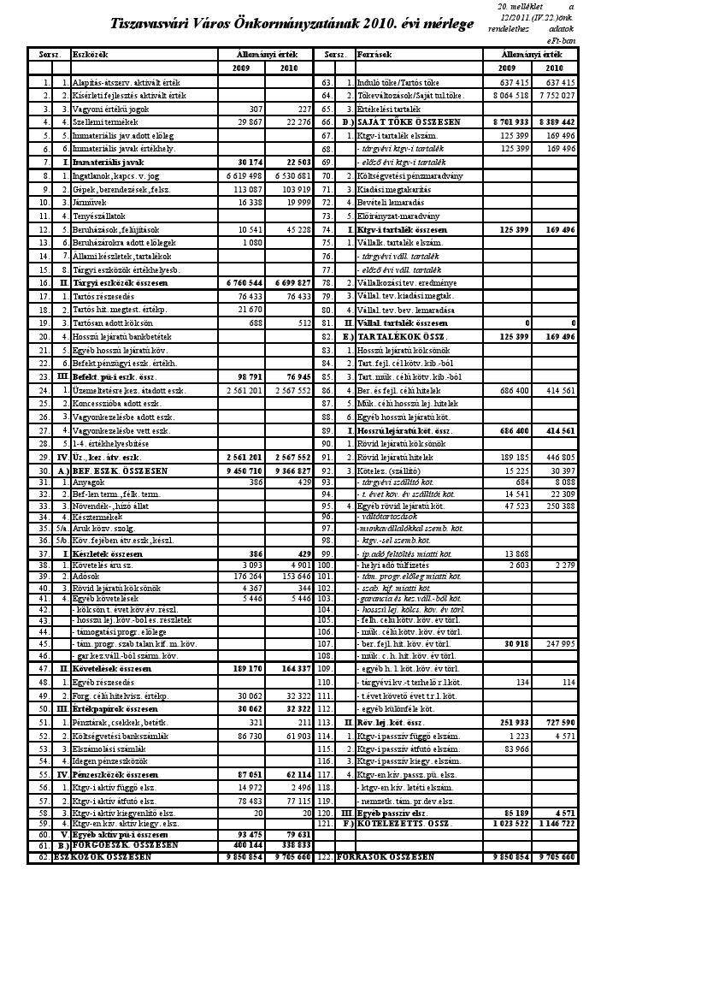 20. melléklet a
Tiszavasvári Város Önkormányzatának 2010. évi mérlege
12/2011.(IV.22.)önk.
rendelethez adatok
eFt-ban
Sorsz. Eszközök Állományi érték Sorsz. Források Állományi érték
2009 2010 2009 2010
1. 1. Alapítás-átszerv. aktivált érték 63. 1. Induló tőke/Tartós tőke 637 415 637 415
2. 2. Kísérleti fejlesztés aktivált érték 64. 2. Tőkeváltozások/Saját tul.tőke. 8 064 518 7 752 027
3. 3. Vagyoni értékű jogok 307 227 65. 3. Értékelési tartalék
4. 4. Szellemi termékek 29 867 22 276 66. D.) SAJÁT TŐKE ÖSSZESEN 8 701 933 8 389 442
5. 5. Immateriális jav.adott előleg 67. 1. Ktgv-i tartalék elszám. 125 399 169 496
6. 6. Immateriális javak értékhely. 68. - tárgyévi ktgv-i tartalék 125 399 169 496
7. I. Immateriális javak 30 174 22 503 69. - előző évi ktgv-i tartalék
8. 1. Ingatlanok, kapcs. v. jog 6 619 498 6 530 681 70. 2. Költségvetési pénzmaradvány
9. 2. Gépek, berendezések, felsz. 113 087 103 919 71. 3. Kiadási megtakarítás
10. 3. Járművek 16 338 19 999 72. 4. Bevételi lemaradás
11. 4. Tenyészállatok 73. 5. Előirányzat-maradvány
12. 5. Beruházások, felújítások 10 541 45 228 74. I. Ktgv-i tartalék összesen 125 399 169 496
13. 6. Beruházárokra adott előlegek 1 080 75. 1. Vállalk. tartalék elszám.
14. 7. Állami készletek, tartalékok 76. - tárgyévi váll. tartalék
15. 8. Tárgyi eszközök értékhelyesb. 77. - előző évi váll. tartalék
16. II. Tárgyi eszközök összesen 6 760 544 6 699 827 78. 2. Vállalkozási tev. eredménye
17. 1. Tartós részesedés 76 433 76 433 79. 3. Vállal. tev. kiadási megtak.
18. 2. Tartós hit. megtest. értékp. 21 670 80. 4. Vállal. tev. bev. lemaradása
19. 3. Tartósan adott kölcsön 688 512 81. II. Vállal. tartalék összesen 0 0
20. 4. Hosszú lejáratú bankbetétek 82. E.) TARTALÉKOK ÖSSZ. 125 399 169 496
21. 5. Egyéb hosszú lejáratú köv. 83. 1. Hosszú lejáratú kölcsönök
22. 6. Befekt.pénzügyi eszk. értékh. 84. 2. Tart. fejl. cél kötv. kib.-ból
23. III. Befekt. pü-i eszk. össz. 98 791 76 945 85. 3. Tart. műk. célú kötv. kib.-ból
24. 1. Üzemeltetésre,kez. átadott eszk. 2 561 201 2 567 552 86. 4. Ber. és fejl. célú hitelek 686 400 414 561
25. 2. Koncesszióba adott eszk. 87. 5. Műk. célú hosszú lej. hitelek
26. 3. Vagyonkezelésbe adott eszk. 88. 6. Egyéb hosszú lejáratú köt.
27. 4. Vagyonkezelésbe vett eszk. 89. I. Hosszú lejáratú köt. össz. 686 400 414 561
28. 5. 1-4. értékhelyesbítése 90. 1. Rövid lejáratú kölcsönök
29. IV. Üz., kez. átv. eszk. 2 561 201 2 567 552 91. 2. Rövid lejáratú hitelek 189 185 446 805
30. A.) BEF. ESZK. ÖSSZESEN 9 450 710 9 366 827 92. 3. Kötelez. (szállító) 15 225 30 397
31. 1. Anyagok 386 429 93. - tárgyévi szállító köt. 684 8 088
32. 2. Bef-len term., félk. term. 94. - t. évet köv. év szállítói köt. 14 541 22 309
33. 3. Növendék-, hízó állat 95. 4. Egyéb rövid lejáratú köt. 47 523 250 388
34. 4. Késztermékek 96. - váltótartozások
35. 5/a. Áruk közv. szolg. 97. -munkavállalókkal szemb. köt.
36. 5/b. Köv. fejében átv.eszk, készl. 98. - ktgv.-sel szemb.köt.
37. I. Készletek összesen 386 429 99. - ip.adó feltöltés miatti köt. 13 868
38. 1. Követelés áru sz. 3 093 4 901 100. - helyi adó túlfizetés 2 603 2 279
39. 2. Adósok 176 264 153 646 101. - tám. progr.előleg miatti köt.
40. 3. Rövid lejáratú kölcsönök 4 367 344 102. - szab. kif. miatti köt.
41. 4. Egyéb követelések 5 446 5 446 103. -garancia és kez.váll.-ból köt.
42. - kölcsön t. évet köv.év. részl. 104. - hosszú lej. kölcs. köv. év törl.
43. - hosszú lej. köv.-ból es. részletek 105. - felh. célú kötv. köv. év törl.
44. - támogatási progr. előlege 106. - műk. célú kötv. köv. év törl.
45. - tám. progr. szab.talan kif. m. köv. 107. - ber. fejl. hit. köv. év törl. 30 918 247 995
46. - gar.kez.váll.-ból szárm. köv. 108. - műk. c. h. hit. köv. év törl.
47. II. Követelések összesen 189 170 164 337 109. - egyéb h. l. köt. köv. év törl.
48. 1. Egyéb részesedés 110. - tárgyévi kv.-t terhelő r.l.köt. 134 114
49. 2. Forg. célú hitelvisz. értékp. 30 062 32 322 111. - t.évet követő évet t.r.l. köt.
50. III. Értékpapírok összesen 30 062 32 322 112. - egyéb különféle köt.
51. 1. Pénztárak, csekkek, betétk. 321 211 113. II. Röv. lej. köt. össz. 251 933 727 590
52. 2. Költségvetési bankszámlák 86 730 61 903 114. 1. Ktgv-i passzív függő elszám. 1 223 4 571
53. 3. Elszámolási számlák 115. 2. Ktgv-i passzív átfutó elszám. 83 966
54. 4. Idegen pénzeszközök 116. 3. Ktgv-i passzív kiegy. elszám.
55. IV. Pénzeszközök összesen 87 051 62 114 117. 4. Ktgv-en kív. passz. pü. elsz.
56. 1. Ktgv-i aktív függő elsz. 14 972 2 496 118. - ktgv-en kív. letéti elszám.
57. 2. Ktgv-i aktív átfutó elsz. 78 483 77 115 119. - nemzetk. tám. pr.dev.elsz.
58. 3. Ktgv-i aktív kiegyenlítő elsz. 20 20 120. III. Egyéb passzív elsz. 85 189 4 571
59. 4. Ktgv-en kív. aktív kiegy. elsz. 121. F.) KÖTELEZETTS. ÖSSZ. 1 023 522 1 146 722
60. V. Egyéb aktív pü-i összesen 93 475 79 631
61. B.) FORGÓESZK. ÖSSZESEN 400 144 338 833
62. ESZKÖZÖK ÖSSZESEN 9 850 854 9 705 660 122. FORRÁSOK ÖSSZESEN 9 850 854 9 705 660